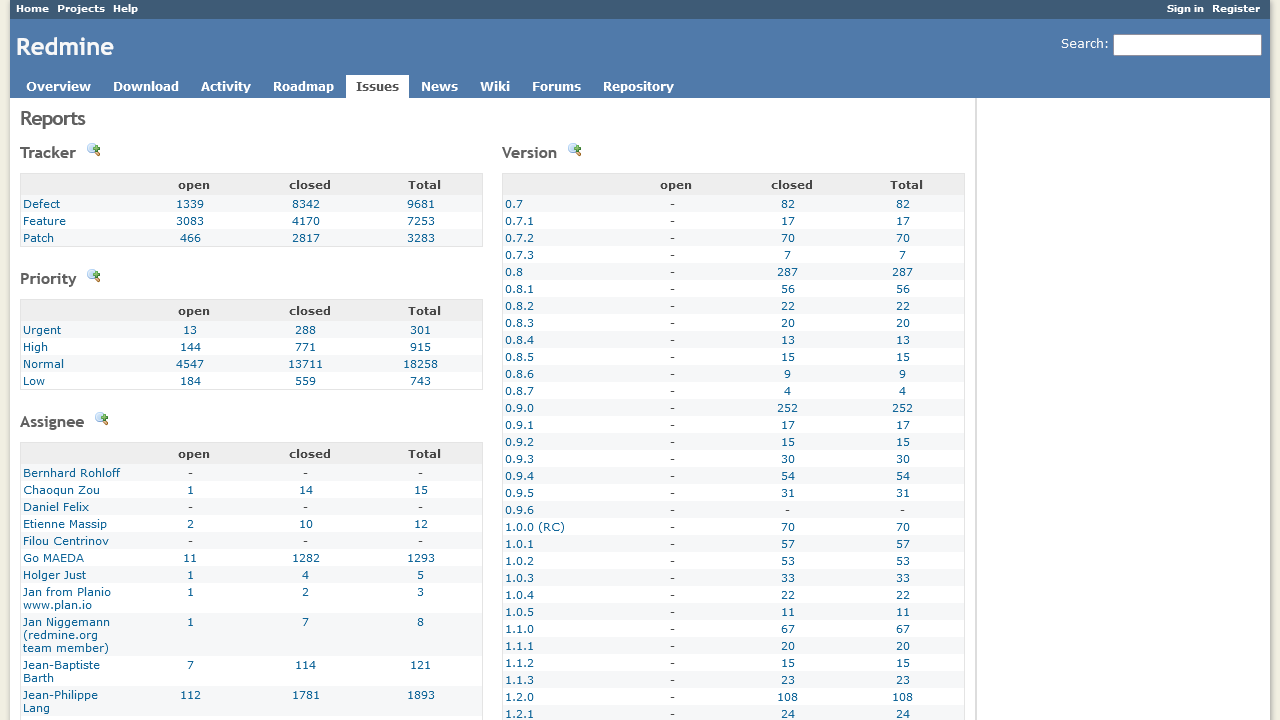 Home Projects Help Sign in Register
Redmine
Search:
Overview Download Activity Roadmap Issues News Wiki Forums Repository
Reports
Tracker
open closed Total
Defect 1339 8342 9681
Feature 3083 4170 7253
Patch 466 2817 3283
Priority
open closed Total
Urgent 13 288 301
High 144 771 915
Normal 4547 13711 18258
Low 184 559 743
Assignee
open closed Total
Bernhard Rohloff - - -
Chaoqun Zou 1 14 15
Daniel Felix - - -
Etienne Massip 2 10 12
Filou Centrinov - - -
Go MAEDA 11 1282 1293
Holger Just 1 4 5
Jan from Planio 1 2 3
www.plan.io
Jan Niggemann 1 7 8
(redmine.org
team member)
Jean-Baptiste 7 114 121
Barth
Jean-Philippe 112 1781 1893
Lang
Version
open closed Total
0.7 - 82 82
0.7.1 - 17 17
0.7.2 - 70 70
0.7.3 - 7 7
0.8 - 287 287
0.8.1 - 56 56
0.8.2 - 22 22
0.8.3 - 20 20
0.8.4 - 13 13
0.8.5 - 15 15
0.8.6 - 9 9
0.8.7 - 4 4
0.9.0 - 252 252
0.9.1 - 17 17
0.9.2 - 15 15
0.9.3 - 30 30
0.9.4 - 54 54
0.9.5 - 31 31
0.9.6 - - -
1.0.0 (RC) - 70 70
1.0.1 - 57 57
1.0.2 - 53 53
1.0.3 - 33 33
1.0.4 - 22 22
1.0.5 - 11 11
1.1.0 - 67 67
1.1.1 - 20 20
1.1.2 - 15 15
1.1.3 - 23 23
1.2.0 - 108 108
1.2.1 - 24 24